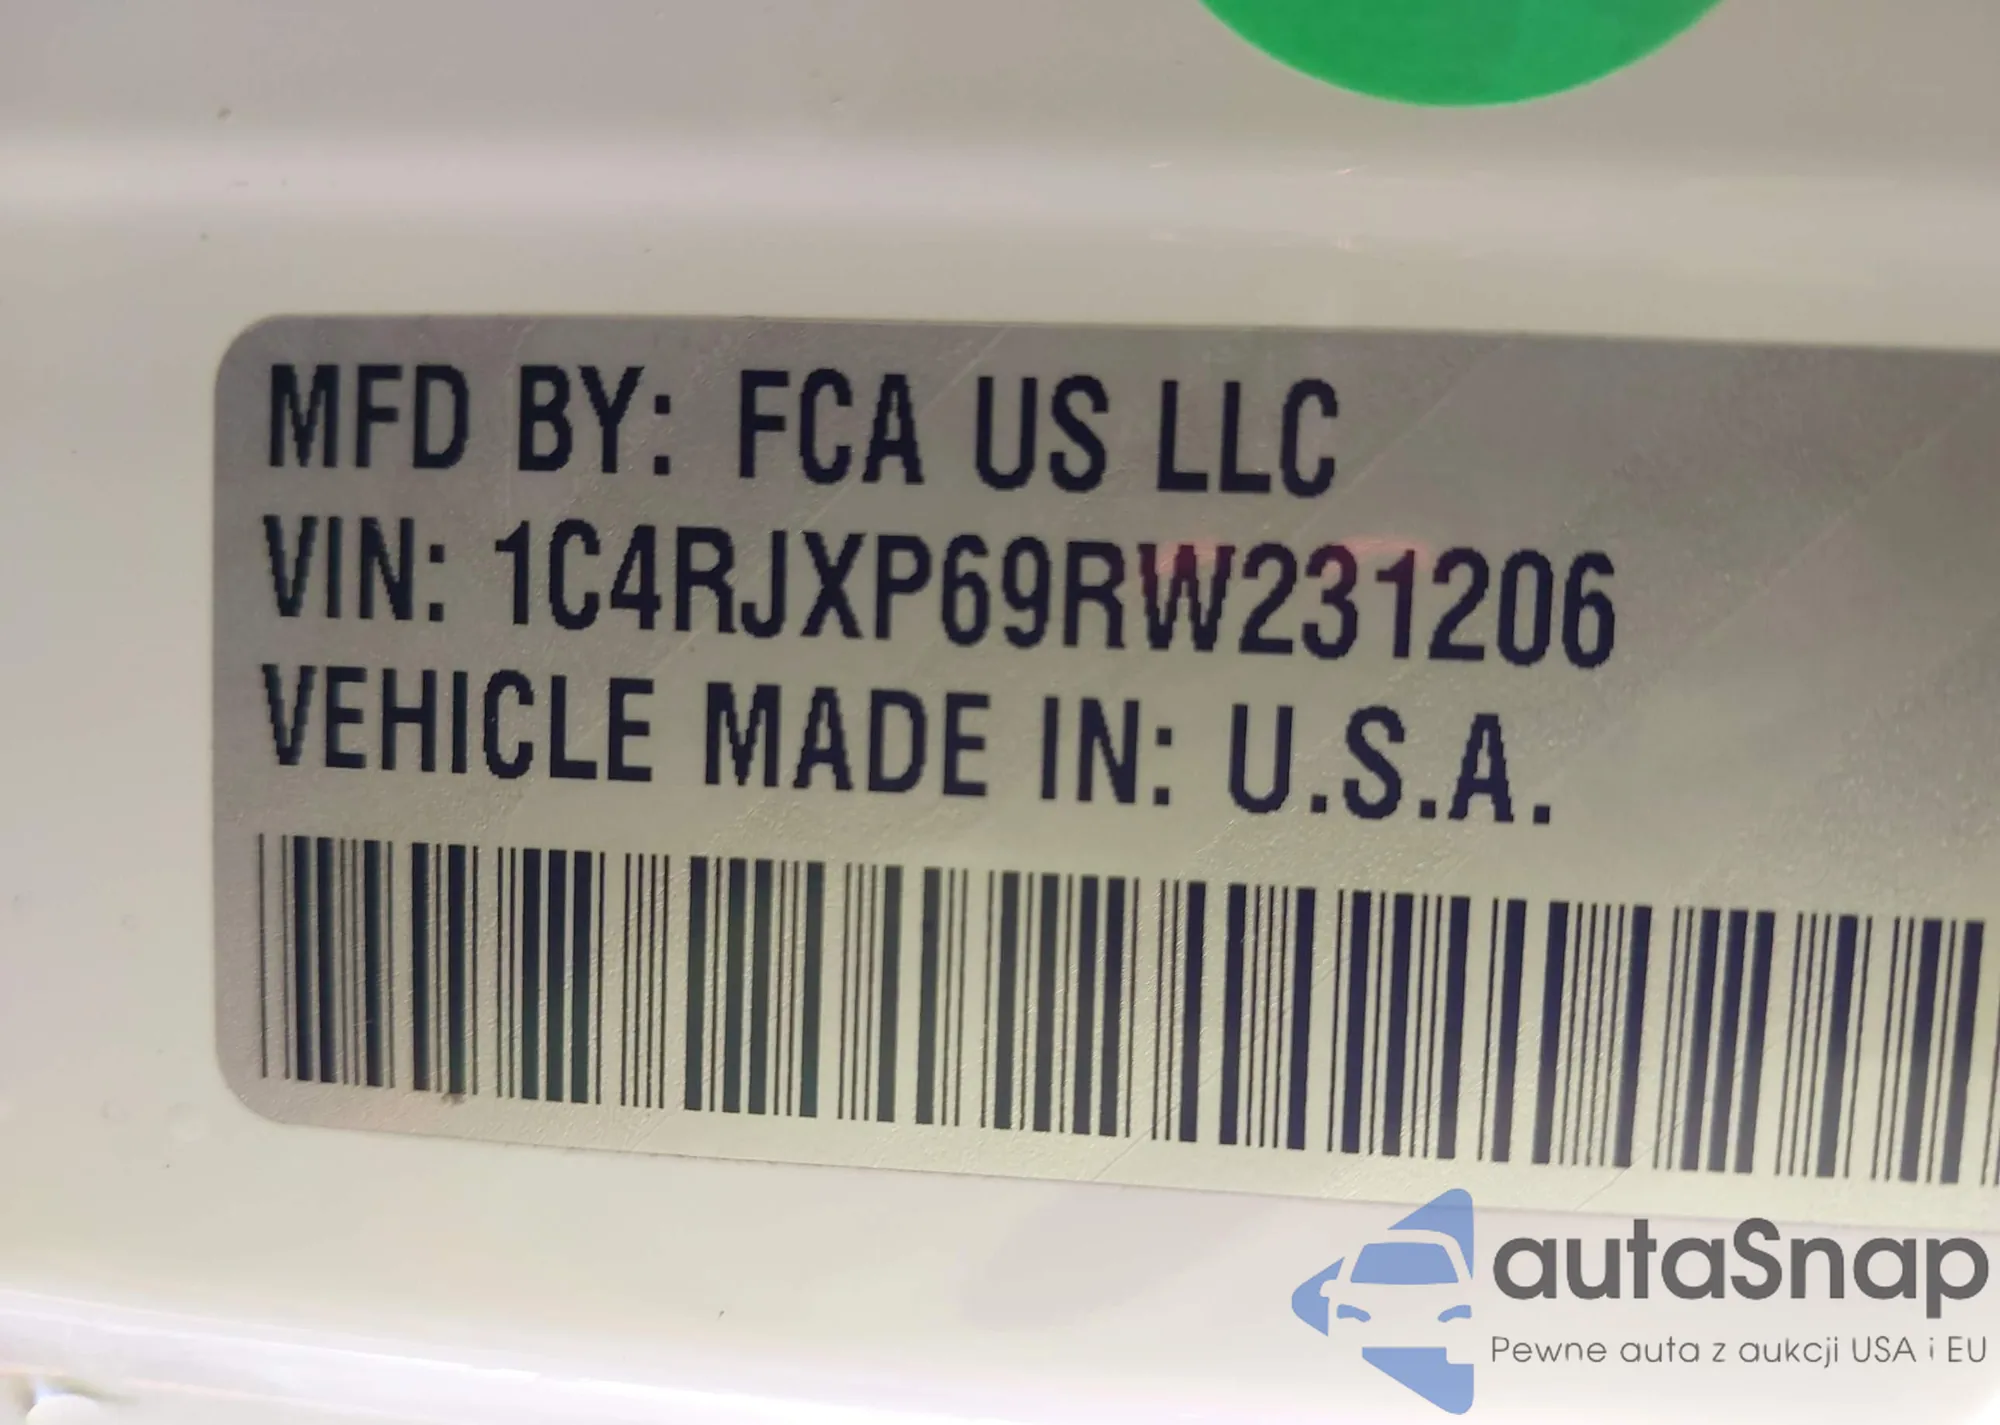 MFD BY: FCA US LLC
VIN: 1C4RJXP69RW231206
VEHICLE MADE IN: U.S.A.
autaSnap
Pewne auta z aukcji USA i EU